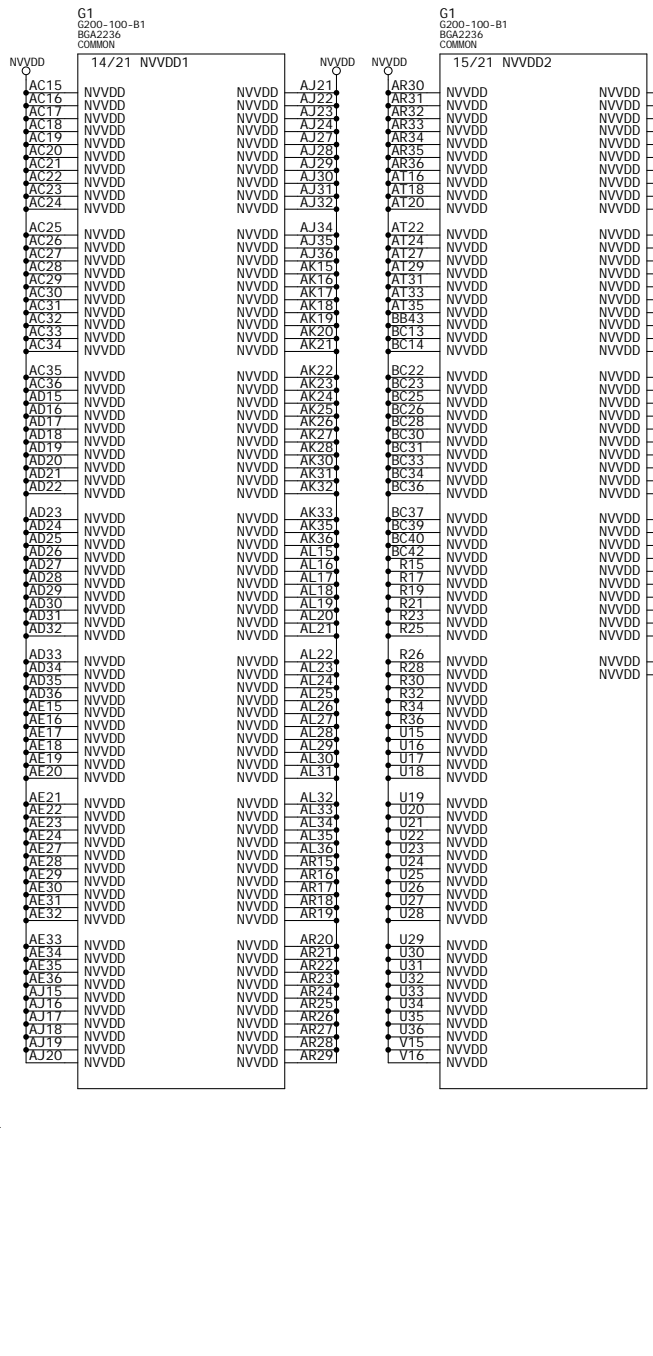 G1
G200-100-B1
BGA2236
COMMON
14/21 NVVDD1
NVVDD NVVDD
AC15 NVVDD NVVDD AJ21
AC16 NVVDD NVVDD AJ22
AC17 NVVDD NVVDD AJ23
AC18 NVVDD NVVDD AJ24
AC19 NVVDD NVVDD AJ27
AC20 NVVDD NVVDD AJ28
AC21 NVVDD NVVDD AJ29
AC22 NVVDD NVVDD AJ30
AC23 NVVDD NVVDD AJ31
AC24 NVVDD NVVDD AJ32
AC25 NVVDD NVVDD AJ34
AC26 NVVDD NVVDD AJ35
AC27 NVVDD NVVDD AJ36
AC28 NVVDD NVVDD AK15
AC29 NVVDD NVVDD AK16
AC30 NVVDD NVVDD AK17
AC31 NVVDD NVVDD AK18
AC32 NVVDD NVVDD AK19
AC33 NVVDD NVVDD AK20
AC34 NVVDD NVVDD AK21
AC35 NVVDD NVVDD AK22
AC36 NVVDD NVVDD AK23
AD15 NVVDD NVVDD AK24
AD16 NVVDD NVVDD AK25
AD17 NVVDD NVVDD AK26
AD18 NVVDD NVVDD AK27
AD19 NVVDD NVVDD AK28
AD20 NVVDD NVVDD AK30
AD21 NVVDD NVVDD AK31
AD22 NVVDD NVVDD AK32
AD23 NVVDD NVVDD AK33
AD24 NVVDD NVVDD AK35
AD25 NVVDD NVVDD AK36
AD26 NVVDD NVVDD AL15
AD27 NVVDD NVVDD AL16
AD28 NVVDD NVVDD AL17
AD29 NVVDD NVVDD AL18
AD30 NVVDD NVVDD AL19
AD31 NVVDD NVVDD AL20
AD32 NVVDD NVVDD AL21
AD33 NVVDD NVVDD AL22
AD34 NVVDD NVVDD AL23
AD35 NVVDD NVVDD AL24
AD36 NVVDD NVVDD AL25
AE15 NVVDD NVVDD AL26
AE16 NVVDD NVVDD AL27
AE17 NVVDD NVVDD AL28
AE18 NVVDD NVVDD AL29
AE19 NVVDD NVVDD AL30
AE20 NVVDD NVVDD AL31
AE21 NVVDD NVVDD AL32
AE22 NVVDD NVVDD AL33
AE23 NVVDD NVVDD AL34
AE24 NVVDD NVVDD AL35
AE27 NVVDD NVVDD AL36
AE28 NVVDD NVVDD AR15
AE29 NVVDD NVVDD AR16
AE30 NVVDD NVVDD AR17
AE31 NVVDD NVVDD AR18
AE32 NVVDD NVVDD AR19
AE33 NVVDD NVVDD AR20
AE34 NVVDD NVVDD AR21
AE35 NVVDD NVVDD AR22
AE36 NVVDD NVVDD AR23
AJ15 NVVDD NVVDD AR24
AJ16 NVVDD NVVDD AR25
AJ17 NVVDD NVVDD AR26
AJ18 NVVDD NVVDD AR27
AJ19 NVVDD NVVDD AR28
AJ20 NVVDD NVVDD AR29
G1
G200-100-B1
BGA2236
COMMON
15/21 NVVDD2
NVVDD
AR30 NVVDD NVVDD
AR31 NVVDD NVVDD
AR32 NVVDD NVVDD
AR33 NVVDD NVVDD
AR34 NVVDD NVVDD
AR35 NVVDD NVVDD
AR36 NVVDD NVVDD
AT16 NVVDD NVVDD
AT18 NVVDD NVVDD
AT20 NVVDD NVVDD
AT22 NVVDD NVVDD
AT24 NVVDD NVVDD
AT27 NVVDD NVVDD
AT29 NVVDD NVVDD
AT31 NVVDD NVVDD
AT33 NVVDD NVVDD
AT35 NVVDD NVVDD
BB43 NVVDD NVVDD
BC13 NVVDD NVVDD
BC14 NVVDD NVVDD
BC22 NVVDD NVVDD
BC23 NVVDD NVVDD
BC25 NVVDD NVVDD
BC26 NVVDD NVVDD
BC28 NVVDD NVVDD
BC30 NVVDD NVVDD
BC31 NVVDD NVVDD
BC33 NVVDD NVVDD
BC34 NVVDD NVVDD
BC36 NVVDD NVVDD
BC37 NVVDD NVVDD
BC39 NVVDD NVVDD
BC40 NVVDD NVVDD
BC42 NVVDD NVVDD
R15 NVVDD NVVDD
R17 NVVDD NVVDD
R19 NVVDD NVVDD
R21 NVVDD NVVDD
R23 NVVDD NVVDD
R25 NVVDD NVVDD
R26 NVVDD NVVDD
R28 NVVDD NVVDD
R30 NVVDD
R32 NVVDD
R34 NVVDD
R36 NVVDD
U15 NVVDD
U16 NVVDD
U17 NVVDD
U18 NVVDD
U19 NVVDD
U20 NVVDD
U21 NVVDD
U22 NVVDD
U23 NVVDD
U24 NVVDD
U25 NVVDD
U26 NVVDD
U27 NVVDD
U28 NVVDD
U29 NVVDD
U30 NVVDD
U31 NVVDD
U32 NVVDD
U33 NVVDD
U34 NVVDD
U35 NVVDD
U36 NVVDD
V15 NVVDD
V16 NVVDD